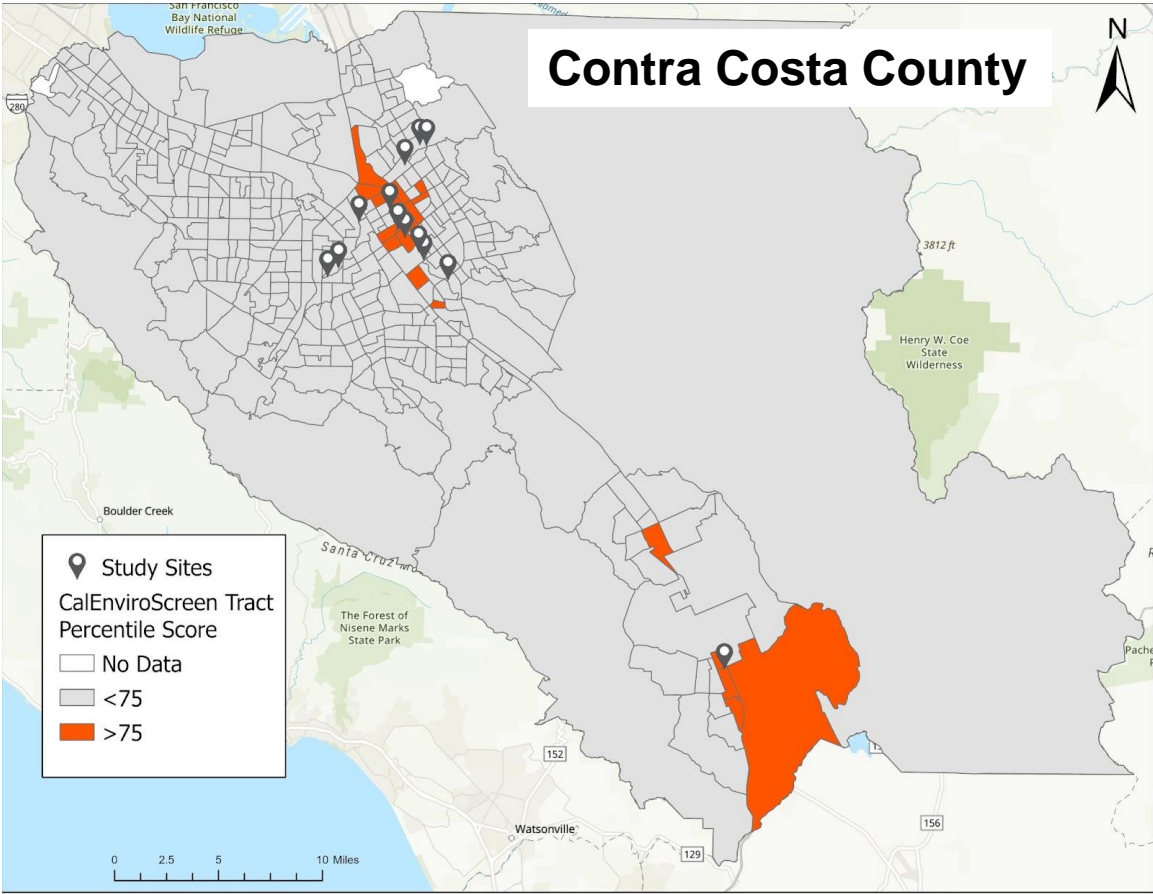 San Francisco
Bay National
Wildlife Refuge
Contra Costa County
N
280
3812 ft
Henry W. Coe
State
Wilderness
Boulder Creek
Santa Cruz
Study Sites
CalEnviroScreen Tract
Percentile Score
No Data
<75
>75
The Forest of
Nisene Marks
State Park
152
156
Watsonville
129
0 2.5 5 10 Miles